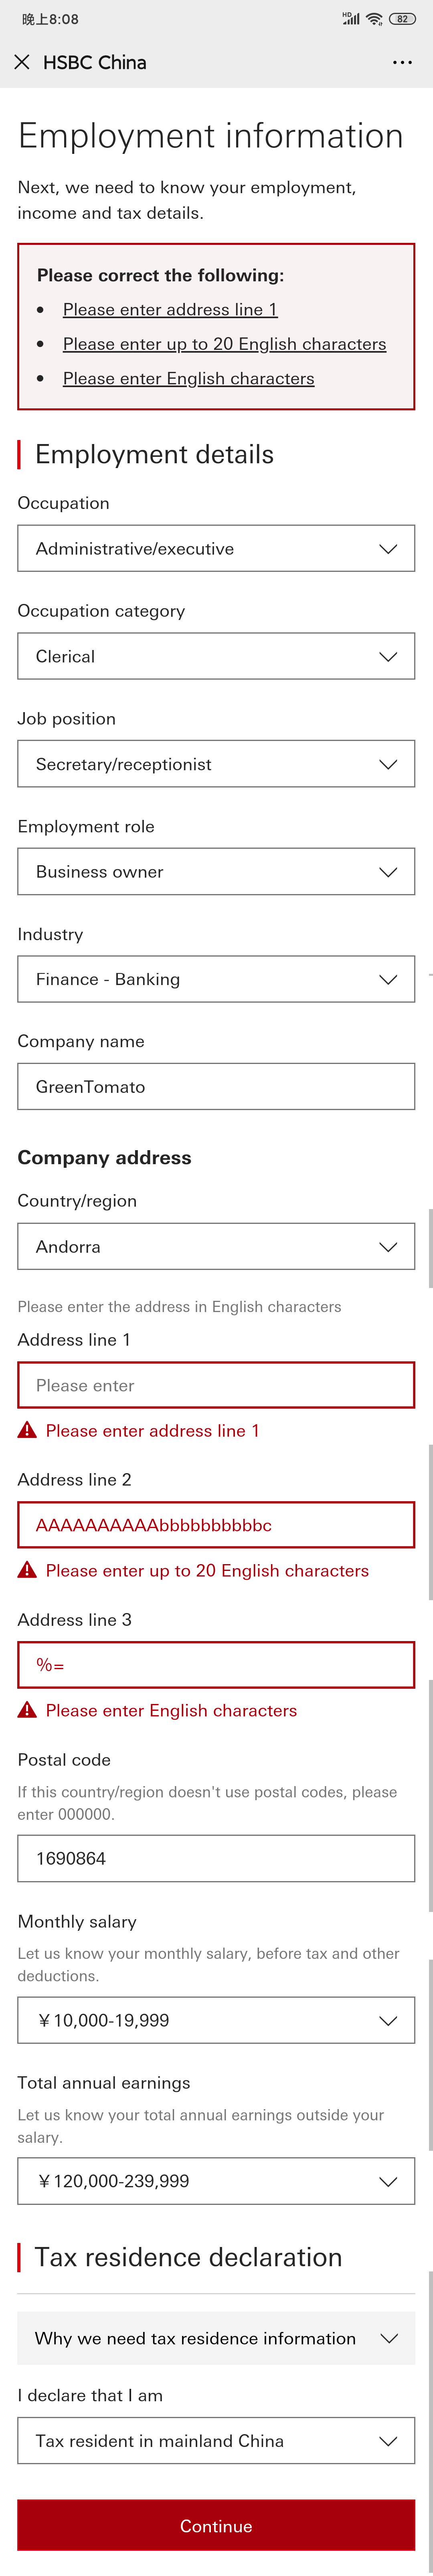 晚上8:08
HD
82
HSBC China
Employment information
Next, we need to know your employment,
income and tax details.
Please correct the following:
Please enter address line 1
Please enter up to 20 English characters
Please enter English characters
Employment details
Occupation
Administrative/executive
Occupation category
Clerical
Job position
Secretary/receptionist
Employment role
Business owner
Industry
Finance - Banking
Company name
GreenTomato
Company address
Country/region
Andorra
Please enter the address in English characters
Address line 1
Please enter
Please enter address line 1
Address line 2
AAAAAAAAAAbbbbbbbbbbc
Please enter up to 20 English characters
Address line 3
%=
Please enter English characters
Postal code
If this country/region doesn't use postal codes, please
enter 000000.
1690864
Monthly salary
Let us know your monthly salary, before tax and other
deductions.
￥10,000-19,999
Total annual earnings
Let us know your total annual earnings outside your
salary.
￥120,000-239,999
Tax residence declaration
Why we need tax residence information
I declare that I am
Tax resident in mainland China
Continue